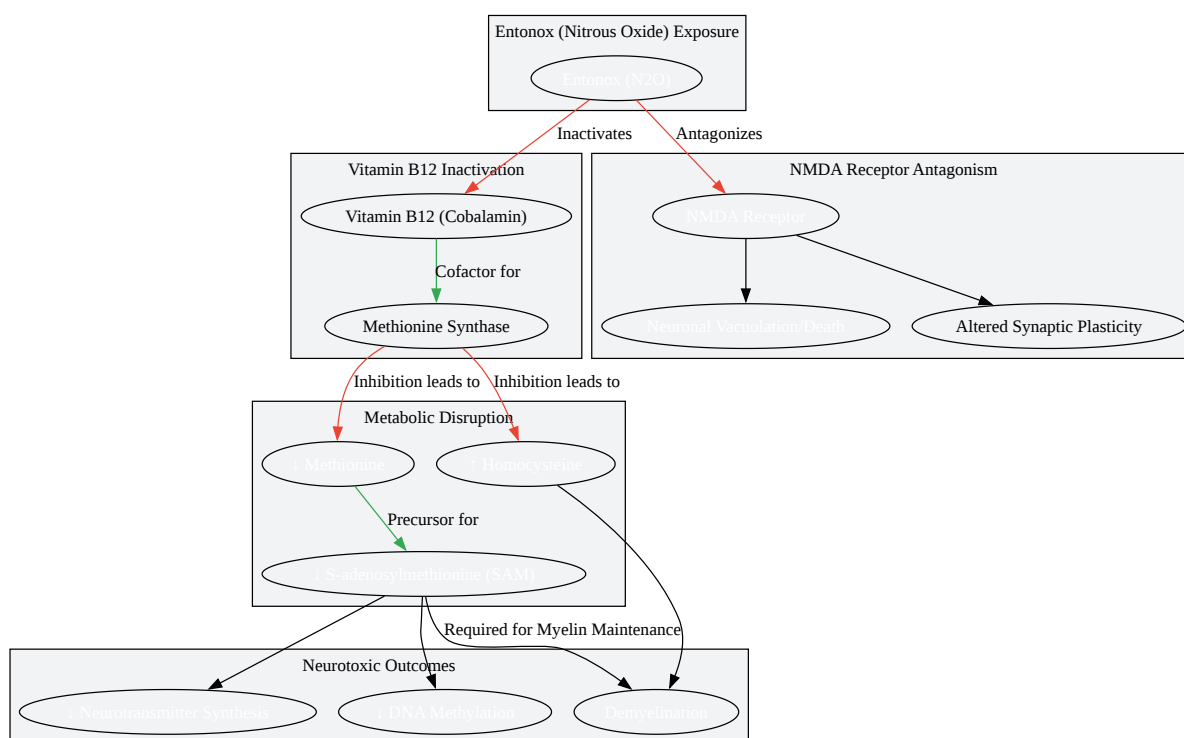 Entonox (Nitrous Oxide) Exposure
Entonox (N2O)
Inactivates
Antagonizes
Vitamin B12 Inactivation
NMDA Receptor Antagonism
Vitamin B12 (Cobalamin)
NMDA Receptor
Cofactor for
Methionine Synthase
Neuronal Vacuolation/Death
Altered Synaptic Plasticity
Inhibition leads to
Inhibition leads to
Metabolic Disruption
↓ Methionine
↑ Homocysteine
Precursor for
↓ S-adenosylmethionine (SAM)
Required for Myelin Maintenance
Neurotoxic Outcomes
↓ Neurotransmitter Synthesis
↓ DNA Methylation
Demyelination